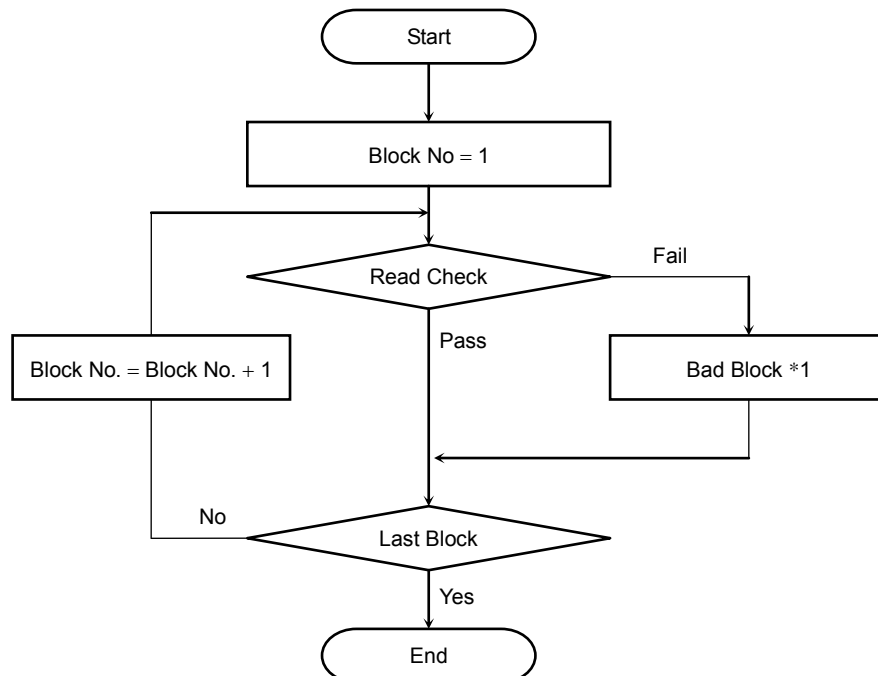 Start
Block No = 1
Read Check
Fail
Pass
Block No. = Block No. + 1
Bad Block *1
No
Last Block
Yes
End